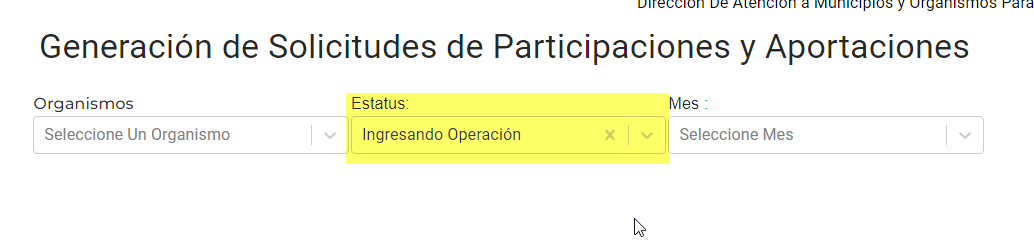 Dirección De Atención a Municipios y Organismos Para
Generación de Solicitudes de Participaciones y Aportaciones
Organismos Estatus: Mes :
Seleccione Un Organismo Ingresando Operación Seleccione Mes